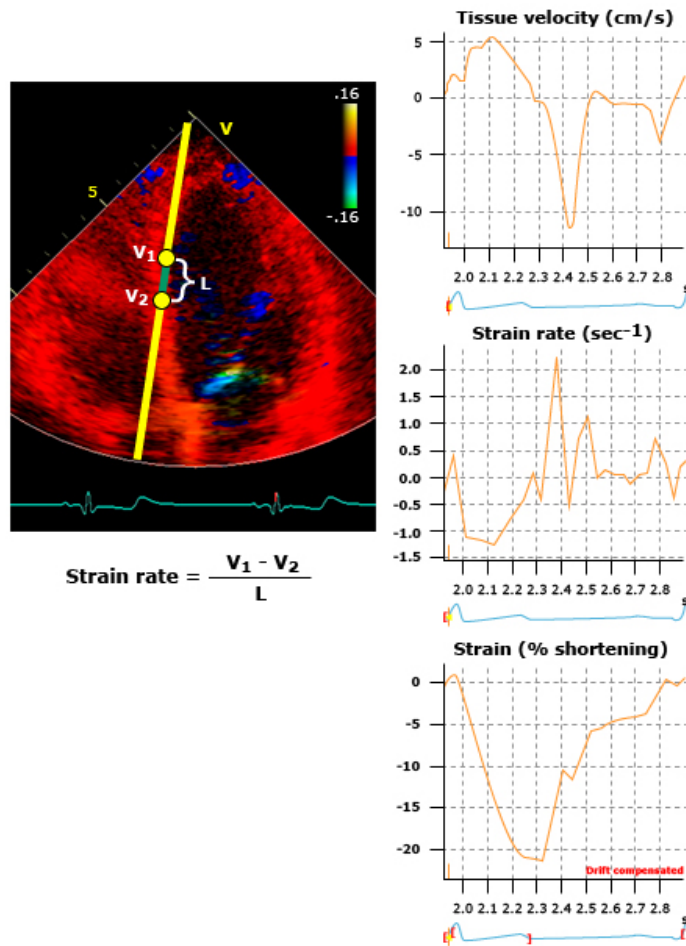 Tissue velocity (cm/s)
5
0
-5
-10
2.0 2.1 2.2 2.3 2.4 2.5 2.6 2.7 2.8
s
.16
-.16
V
5
V1
V2
L
Strain rate (sec-1)
2.0
1.5
1.0
0.5
0.0
-0.5
-1.0
-1.5
2.0 2.1 2.2 2.3 2.4 2.5 2.6 2.7 2.8
s
Strain rate = V1 - V2
L
Strain (% shortening)
0
-5
-10
-15
-20
Drift compensated
2.0 2.1 2.2 2.3 2.4 2.5 2.6 2.7 2.8
s